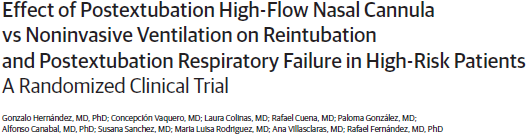 Effect of Postextubation High-Flow Nasal Cannula
vs Noninvasive Ventilation on Reintubation
and Postextubation Respiratory Failure in High-Risk Patients
A Randomized Clinical Trial
Gonzalo Hernández, MD, PhD; Concepción Vaquero, MD; Laura Colinas, MD; Rafael Cuena, MD; Paloma González, MD;
Alfonso Canabal, MD, PhD; Susana Sanchez, MD; Maria Luisa Rodriguez, MD; Ana Villasclaras, MD; Rafael Fernández, MD, PhD